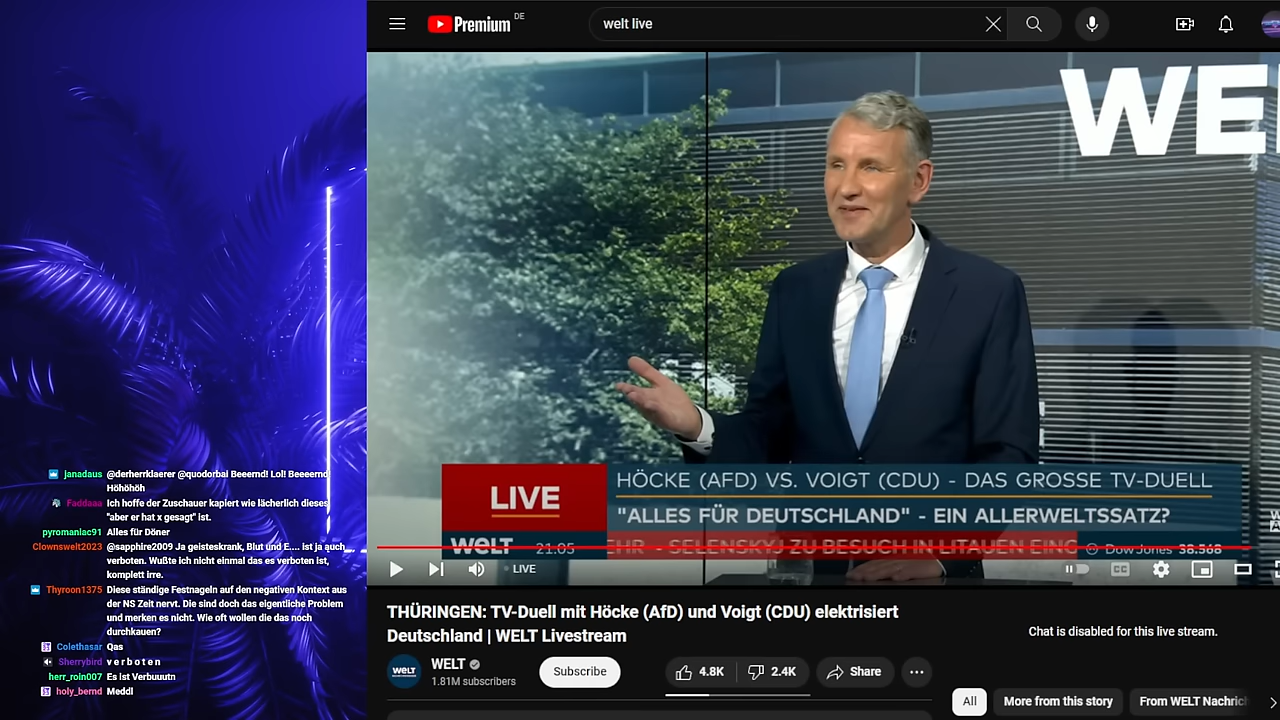 Premium DE
welt live
WE
LIVE
HÖCKE (AFD) VS. VOIGT (CDU) - DAS GROSSE TV-DUELL
"ALLES FÜR DEUTSCHLAND" - EIN ALLERWELTSSATZ?
WELT 21:05 EHR - SELENSKYJ ZU BESUCH IN LITAUEN EING Dow Jones 38.568
LIVE
CC
THÜRINGEN: TV-Duell mit Höcke (AfD) und Voigt (CDU) elektrisiert
Deutschland | WELT Livestream
Chat is disabled for this live stream.
WELT
WELT
1.81M subscribers
Subscribe
4.8K
2.4K
Share
All
More from this story
From WELT Nachric
janadaus @derherrklaerer @quodorbai Beeernd! Lol! Beeeernd
Höhöhöh
Faddaaa Ich hoffe der Zuschauer kapiert wie lächerlich dieses
"aber er hat x gesagt" ist.
pyromaniac91 Alles für Döner
Clownswelt2023 @sapphire2009 Ja geisteskrank, Blut und E.... ist ja auch
verboten. Wußte ich nicht einmal das es verboten ist,
komplett irre.
Thyroon1375 Diese ständige Festnageln auf den negativen Kontext aus
der NS Zeit nervt. Die sind doch das eigentliche Problem
und merken es nicht. Wie oft wollen die das noch
durchkauen?
Colethasar Qas
Sherrybird v e r b o t e n
herr_roin007 Es ist Verbuuutn
holy_bernd Meddl